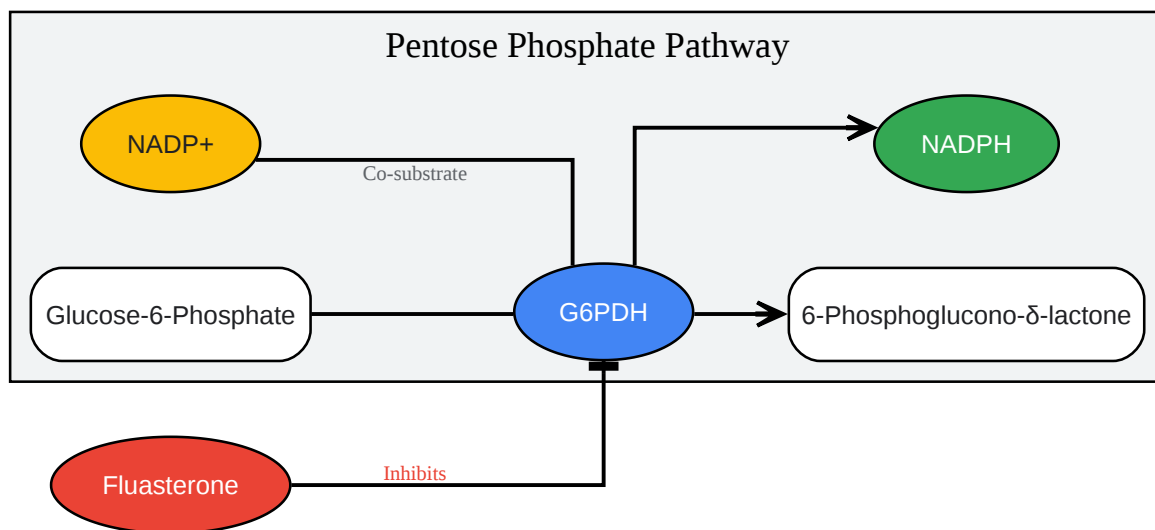 Pentose Phosphate Pathway
NADP+
NADPH
Co-substrate
Glucose-6-Phosphate
G6PDH
6-Phosphoglucono-δ-lactone
Inhibits
Fluasterone